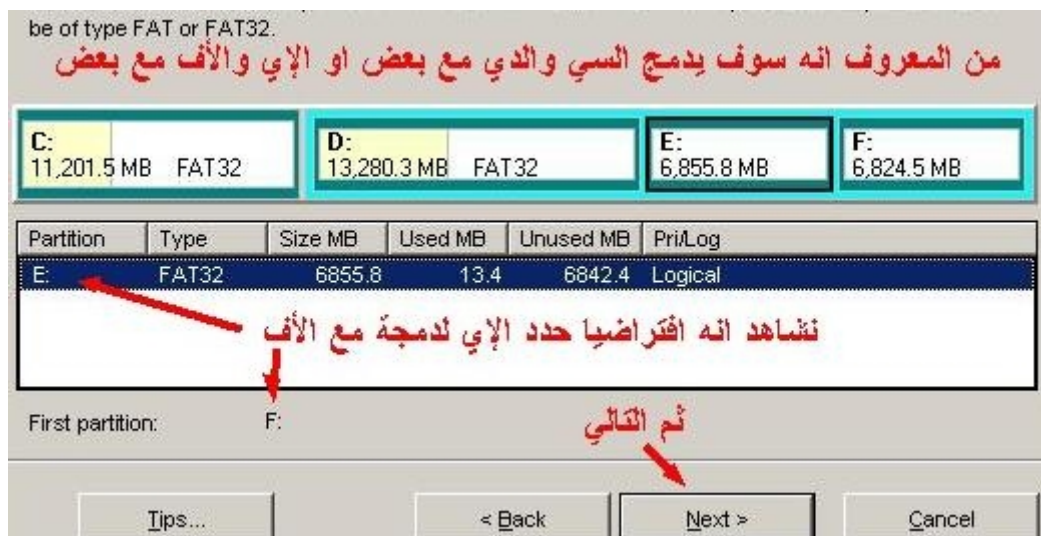 be of type FAT or FAT32.
من المعروف انه سوف يدمج السي والدي مع بعض او الإي والأف مع بعض
C: D: E: F:
11,201.5 MB FAT32 13,280.3 MB FAT32 6,855.8 MB 6,824.5 MB
Partition Type Size MB Used MB Unused MB Pri/Log
E: FAT32 6855.8 13.4 6842.4 Logical
نشاهد انه افتراضيا حدد الإي لدمجة مع الأف
First partition: F:
ثم التالي
Tips... < Back Next > Cancel